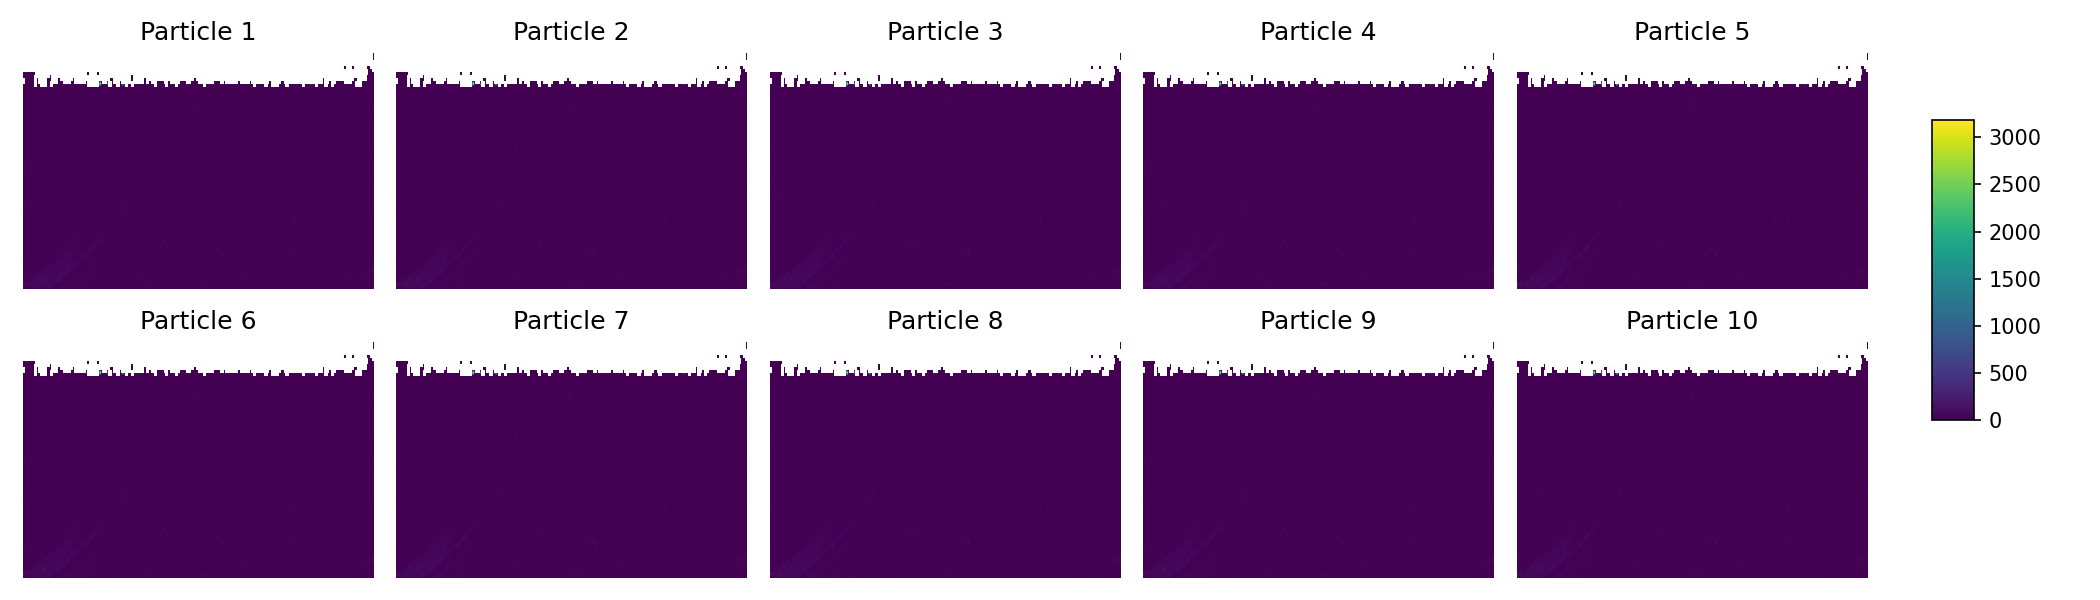 Particle 1
Particle 2
Particle 3
Particle 4
Particle 5
Particle 6
Particle 7
Particle 8
Particle 9
Particle 10
3000
2500
2000
1500
1000
500
0